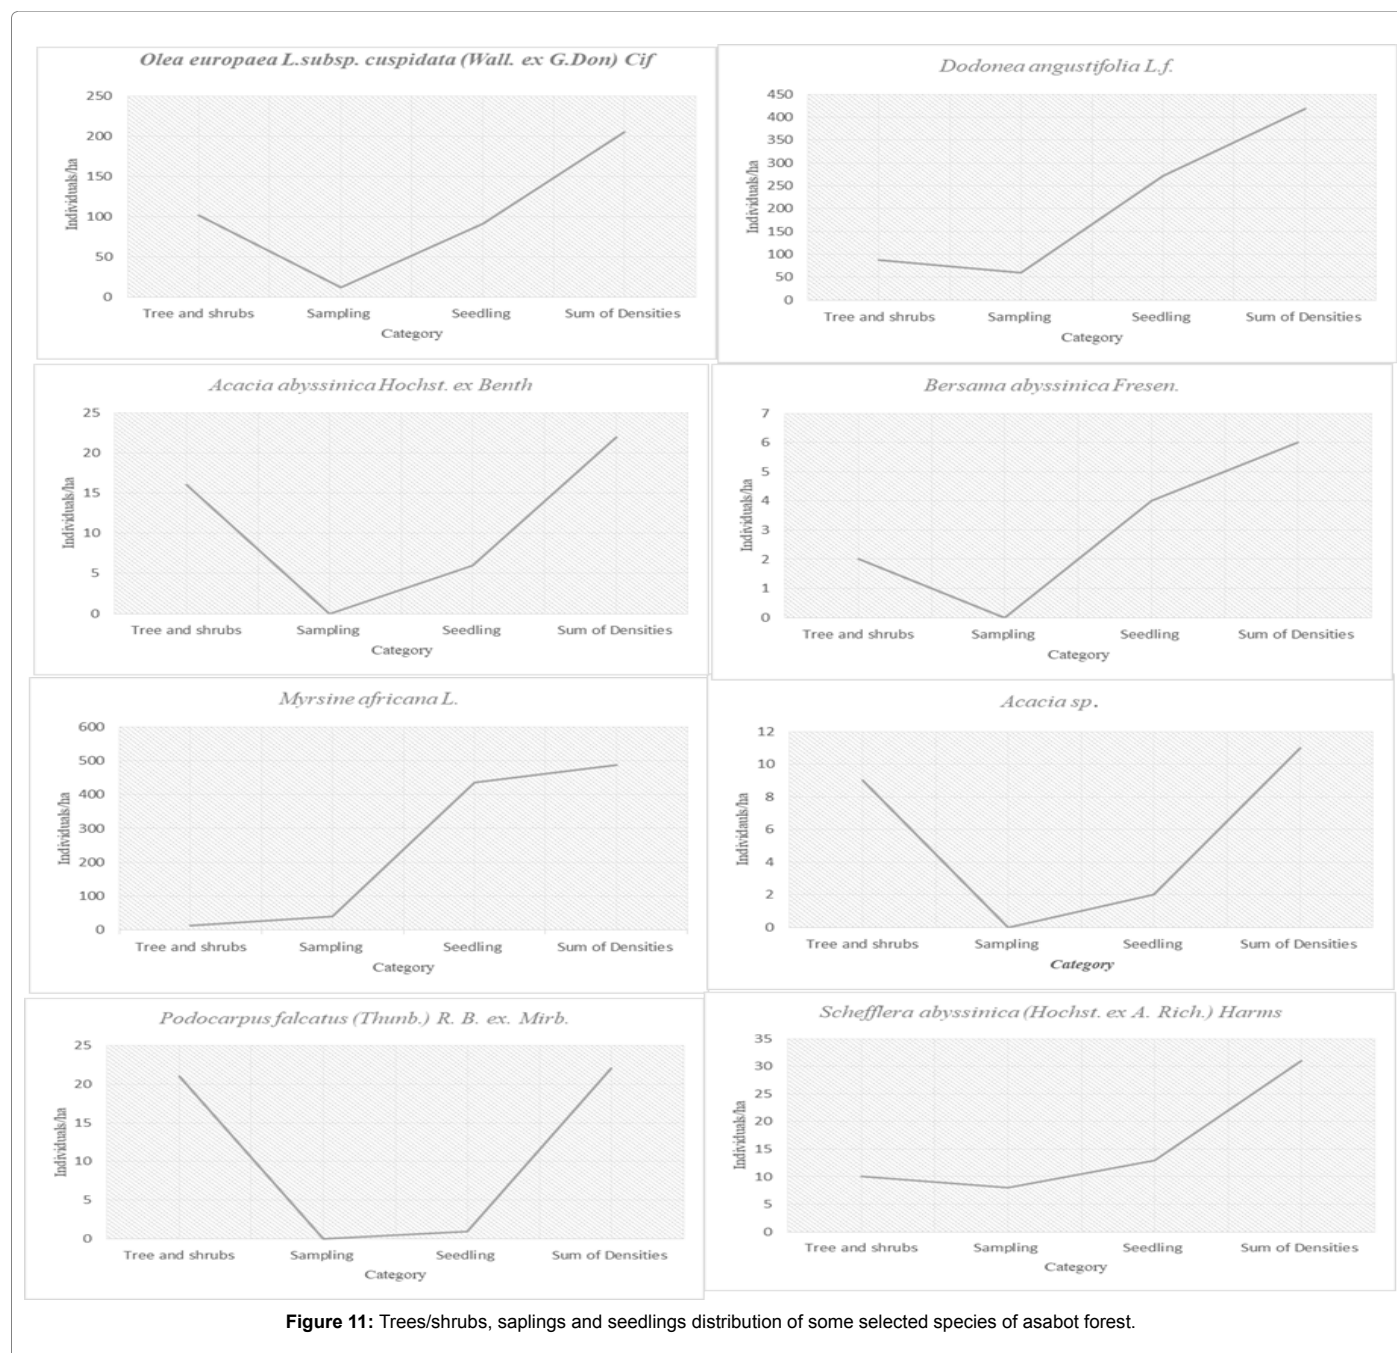 Olea europaea L.subsp. cuspidata (Wall. ex G.Don) Cif
250
200
150
100
50
0
Individuals/ha
Tree and shrubs Sampling Seedling Sum of Densities
Category
Dodonea angustifolia L.f.
450
400
350
300
250
200
150
100
50
0
Individuals/ha
Tree and shrubs Sampling Seedling Sum of Densities
Category
Acacia abyssinica Hochst. ex Benth
25
20
15
10
5
0
Individuals/ha
Tree and shrubs Sampling Seedling Sum of Densities
Category
Bersama abyssinica Fresen.
7
6
5
4
3
2
1
0
Individuals/ha
Tree and shrubs Sampling Seedling Sum of Densities
Category
Myrsine africana L.
600
500
400
300
200
100
0
Individuals/ha
Tree and shrubs Sampling Seedling Sum of Densities
Category
Acacia sp.
12
10
8
6
4
2
0
Individauls/ha
Tree and shrubs Sampling Seedling Sum of Densities
Category
Podocarpus falcatus (Thunb.) R. B. ex. Mirb.
25
20
15
10
5
0
Individuals/ha
Tree and shrubs Sampling Seedling Sum of Densities
Category
Schefflera abyssinica (Hochst. ex A. Rich.) Harms
35
30
25
20
15
10
5
0
Individuals/ha
Tree and shrubs Sampling Seedling Sum of Densities
Category
Figure 11: Trees/shrubs, saplings and seedlings distribution of some selected species of asabot forest.